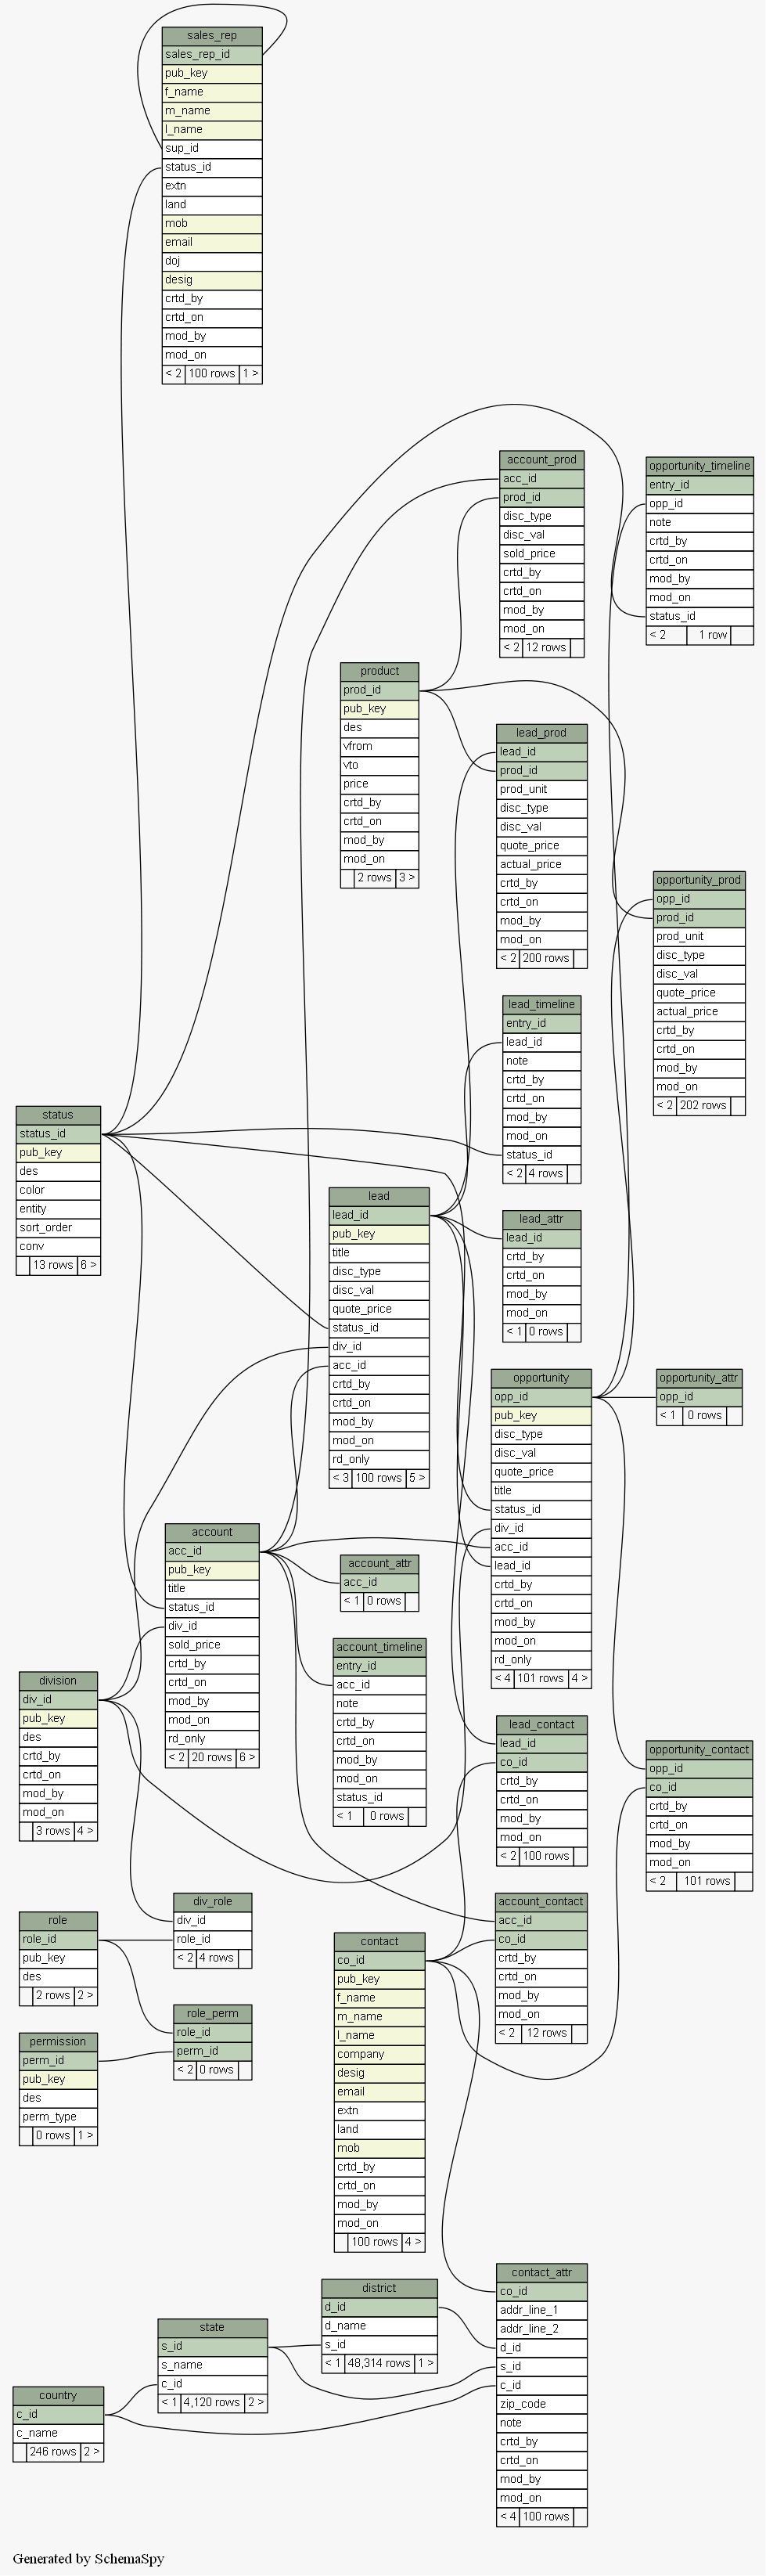 sales_rep
sales_rep_id
pub_key
f_name
m_name
l_name
sup_id
status_id
extn
land
mob
email
doj
desig
crtd_by
crtd_on
mod_by
mod_on
< 2 100 rows 1 >
account_prod
acc_id
prod_id
disc_type
disc_val
sold_price
crtd_by
crtd_on
mod_by
mod_on
< 2 12 rows
opportunity_timeline
entry_id
opp_id
note
crtd_by
crtd_on
mod_by
mod_on
status_id
< 2 1 row
product
prod_id
pub_key
des
vfrom
vto
price
crtd_by
crtd_on
mod_by
mod_on
2 rows 3 >
lead_prod
lead_id
prod_id
prod_unit
disc_type
disc_val
quote_price
actual_price
crtd_by
crtd_on
mod_by
mod_on
< 2 200 rows
opportunity_prod
opp_id
prod_id
prod_unit
disc_type
disc_val
quote_price
actual_price
crtd_by
crtd_on
mod_by
mod_on
< 2 202 rows
lead_timeline
entry_id
lead_id
note
crtd_by
crtd_on
mod_by
mod_on
status_id
< 2 4 rows
status
status_id
pub_key
des
color
entity
sort_order
conv
13 rows 6 >
lead
lead_id
pub_key
title
disc_type
disc_val
quote_price
status_id
div_id
acc_id
crtd_by
crtd_on
mod_by
mod_on
rd_only
< 3 100 rows 5 >
lead_attr
lead_id
crtd_by
crtd_on
mod_by
mod_on
< 1 0 rows
opportunity
opp_id
pub_key
disc_type
disc_val
quote_price
title
status_id
div_id
acc_id
lead_id
crtd_by
crtd_on
mod_by
mod_on
rd_only
< 4 101 rows 4 >
opportunity_attr
opp_id
< 1 0 rows
account
acc_id
pub_key
title
status_id
div_id
sold_price
crtd_by
crtd_on
mod_by
mod_on
rd_only
< 2 20 rows 6 >
account_attr
acc_id
< 1 0 rows
account_timeline
entry_id
acc_id
note
crtd_by
crtd_on
mod_by
mod_on
status_id
< 1 0 rows
division
div_id
pub_key
des
crtd_by
crtd_on
mod_by
mod_on
3 rows 4 >
lead_contact
lead_id
co_id
crtd_by
crtd_on
mod_by
mod_on
< 2 100 rows
opportunity_contact
opp_id
co_id
crtd_by
crtd_on
mod_by
mod_on
< 2 101 rows
div_role
div_id
role_id
< 2 4 rows
role
role_id
pub_key
des
2 rows 2 >
account_contact
acc_id
co_id
crtd_by
crtd_on
mod_by
mod_on
< 2 12 rows
contact
co_id
pub_key
f_name
m_name
l_name
company
desig
email
extn
land
mob
crtd_by
crtd_on
mod_by
mod_on
100 rows 4 >
role_perm
role_id
perm_id
< 2 0 rows
permission
perm_id
pub_key
des
perm_type
0 rows 1 >
contact_attr
co_id
addr_line_1
addr_line_2
d_id
s_id
c_id
zip_code
note
crtd_by
crtd_on
mod_by
mod_on
< 4 100 rows
district
d_id
d_name
s_id
< 1 48,314 rows 1 >
state
s_id
s_name
c_id
< 1 4,120 rows 2 >
country
c_id
c_name
246 rows 2 >
Generated by SchemaSpy